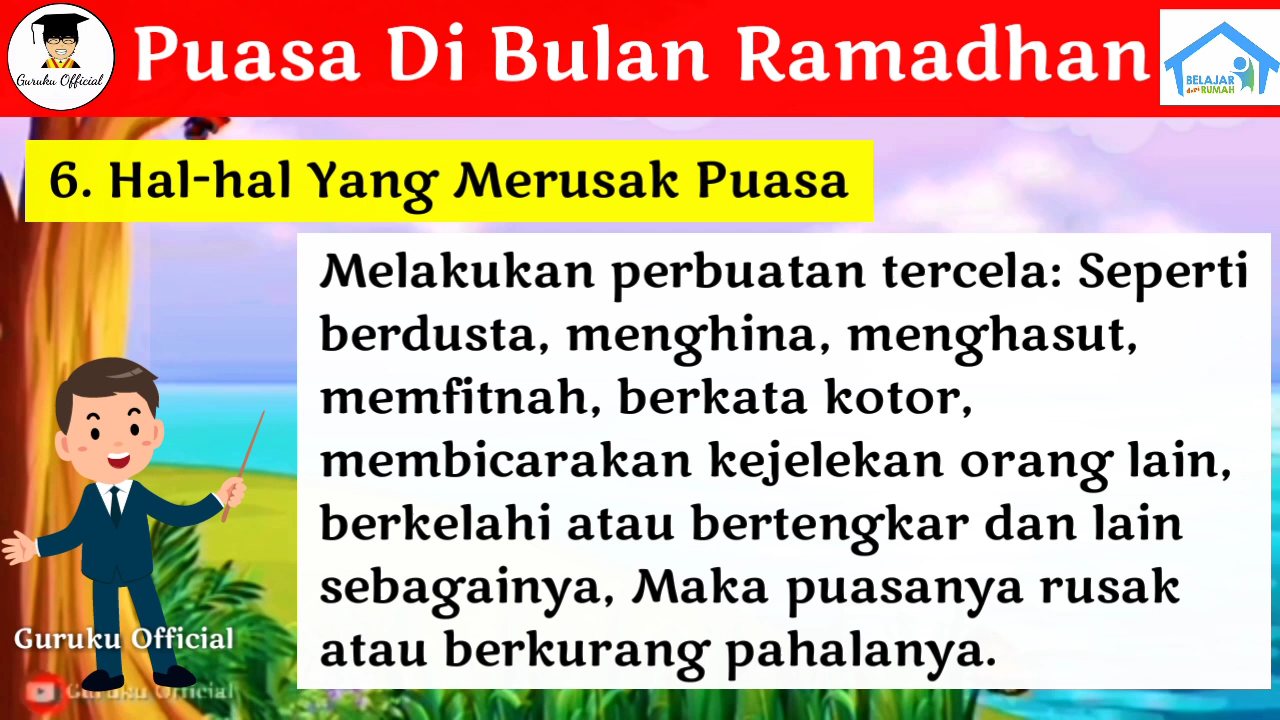 Guruku Official
Puasa Di Bulan Ramadhan
BELAJAR
dari RUMAH
6. Hal-hal Yang Merusak Puasa
Melakukan perbuatan tercela: Seperti
berdusta, menghina, menghasut,
memfitnah, berkata kotor,
membicarakan kejelekan orang lain,
berkelahi atau bertengkar dan lain
sebagainya, Maka puasanya rusak
atau berkurang pahalanya.
Guruku Official
Guruku Official